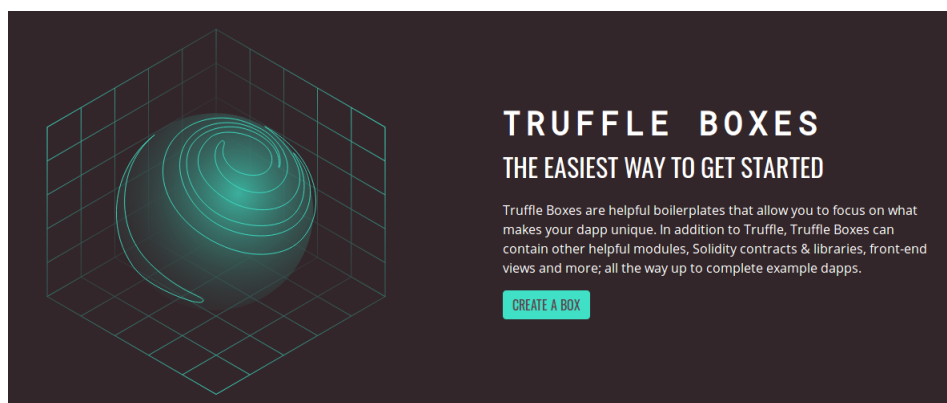 TRUFFLE BOXES
THE EASIEST WAY TO GET STARTED
Truffle Boxes are helpful boilerplates that allow you to focus on what
makes your dapp unique. In addition to Truffle, Truffle Boxes can
contain other helpful modules, Solidity contracts & libraries, front-end
views and more; all the way up to complete example dapps.
CREATE A BOX